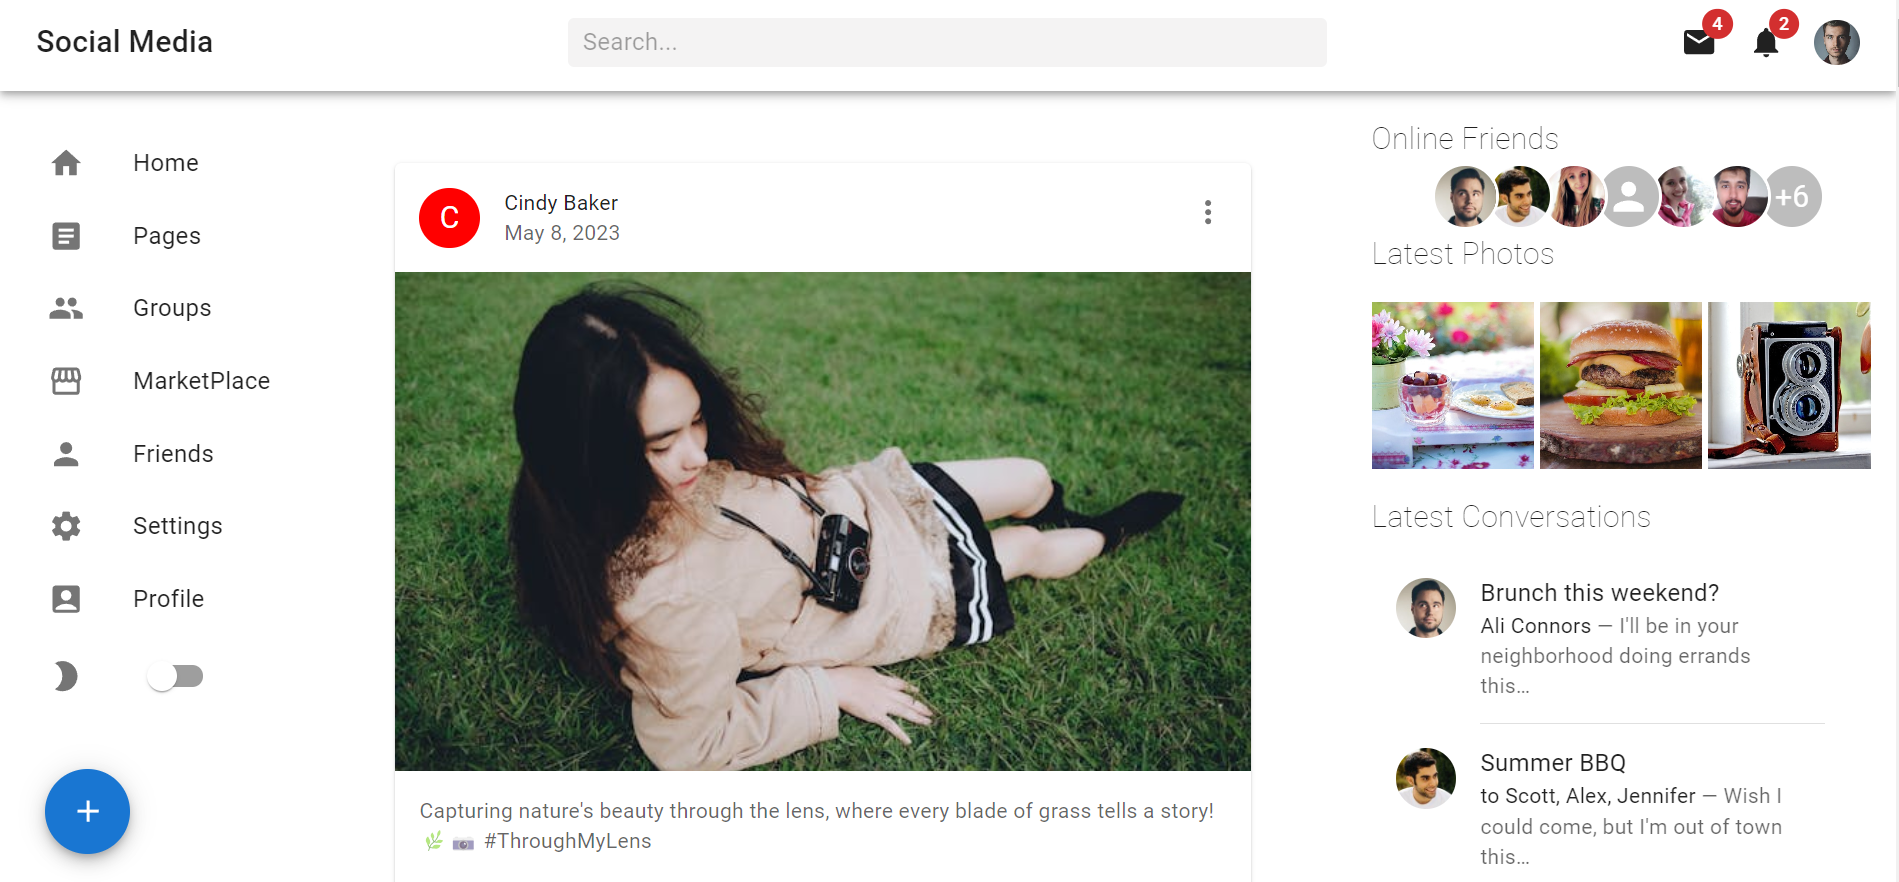 Social Media
Search...
4
2
Home
Pages
Groups
MarketPlace
Friends
Settings
Profile
+
C
Cindy Baker
May 8, 2023
Capturing nature's beauty through the lens, where every blade of grass tells a story!
🌿 📷 #ThroughMyLens
Online Friends
+6
Latest Photos
Latest Conversations
Brunch this weekend?
Ali Connors — I'll be in your
neighborhood doing errands
this…
Summer BBQ
to Scott, Alex, Jennifer — Wish I
could come, but I'm out of town
this…